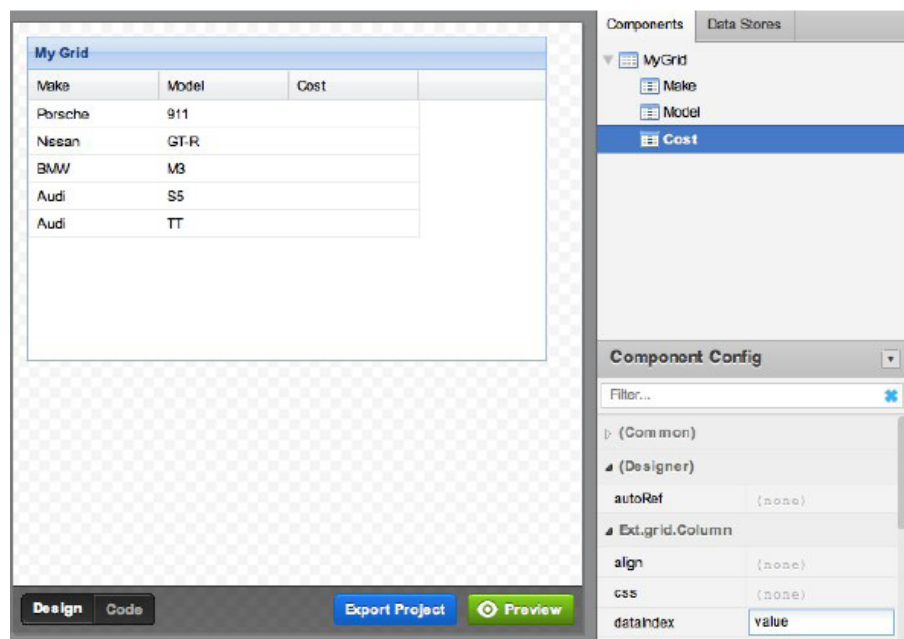 My Grid
Make Model Cost
Porsche 911
Nissan GT-R
BMW M3
Audi S5
Audi TT
Design Code
Export Project Preview
Components Data Stores
MyGrid
Make
Model
Cost
Component Config
Filter...
(Common)
(Designer)
autoRef (none)
Ext.grid.Column
align (none)
css (none)
dataIndex value